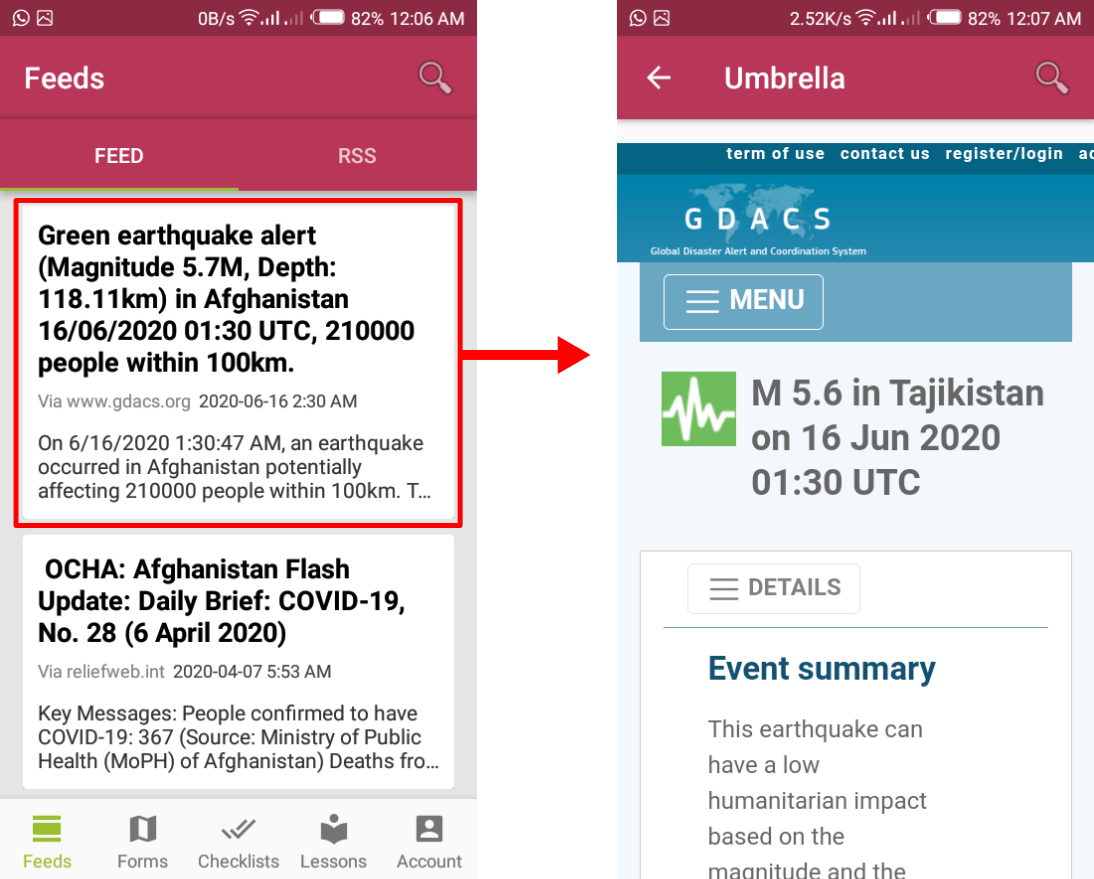 0B/s 82% 12:06 AM
Feeds
FEED RSS
Green earthquake alert
(Magnitude 5.7M, Depth:
118.11km) in Afghanistan
16/06/2020 01:30 UTC, 210000
people within 100km.
Via www.gdacs.org 2020-06-16 2:30 AM
On 6/16/2020 1:30:47 AM, an earthquake
occurred in Afghanistan potentially
affecting 210000 people within 100km. T...
OCHA: Afghanistan Flash
Update: Daily Brief: COVID-19,
No. 28 (6 April 2020)
Via reliefweb.int 2020-04-07 5:53 AM
Key Messages: People confirmed to have
COVID-19: 367 (Source: Ministry of Public
Health (MoPH) of Afghanistan) Deaths fro...
Feeds Forms Checklists Lessons Account
2.52K/s 82% 12:07 AM
Umbrella
term of use contact us register/login
GDACS
Global Disaster Alert and Coordination System
MENU
M 5.6 in Tajikistan
on 16 Jun 2020
01:30 UTC
DETAILS
Event summary
This earthquake can
have a low
humanitarian impact
based on the
magnitude and the